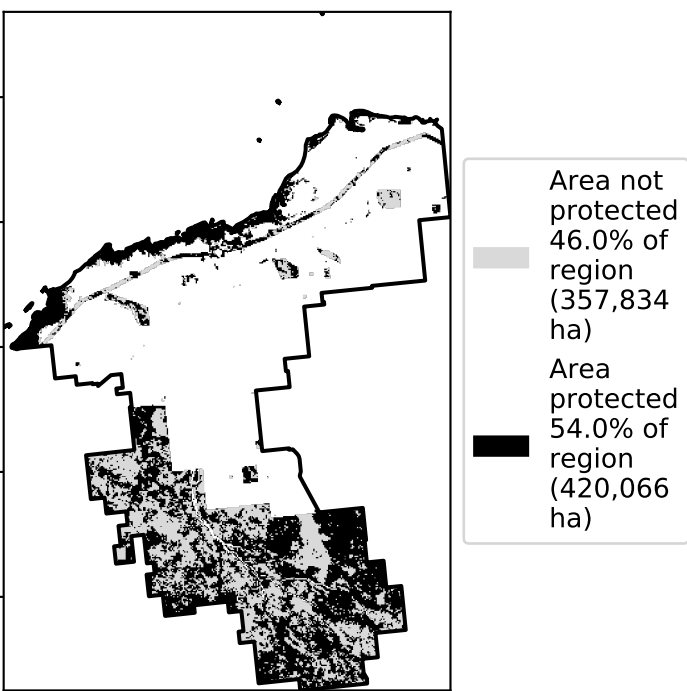 Area not
protected
46.0% of
region
(357,834
ha)
Area
protected
54.0% of
region
(420,066
ha)